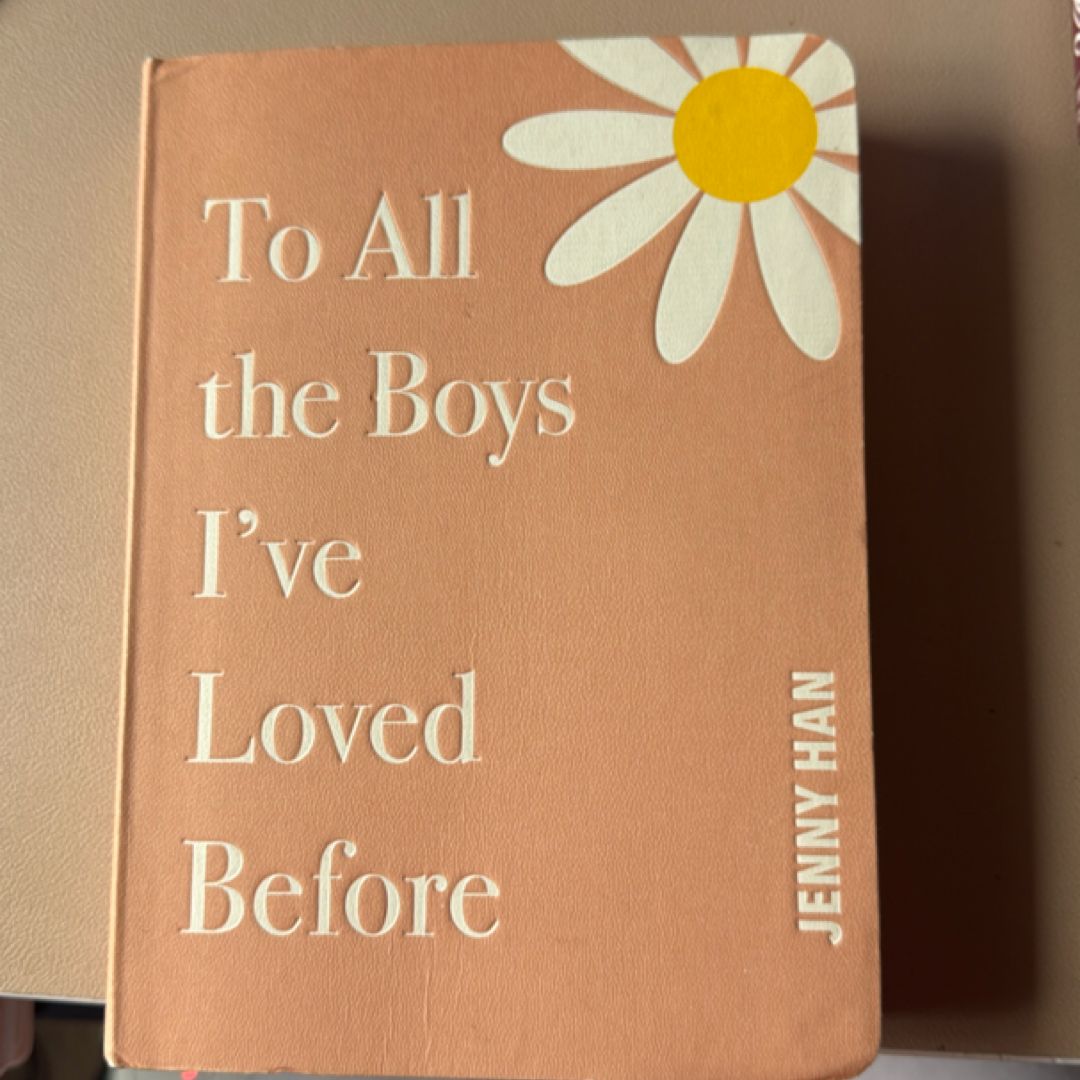 To All
the Boys
I've
Loved
Before
JENNY HAN